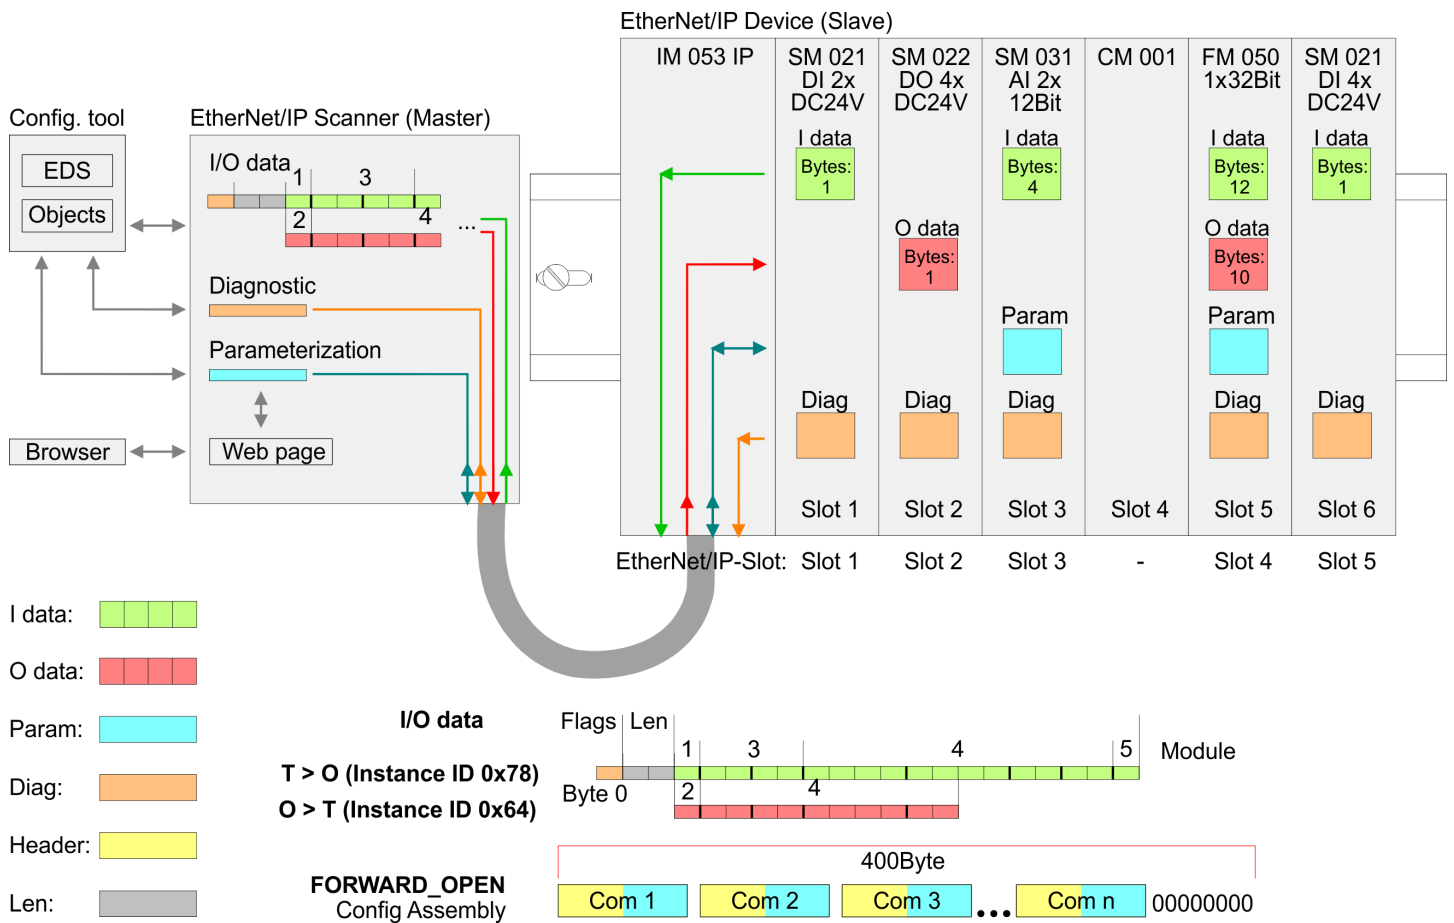 EtherNet/IP Device (Slave)
IM 053 IP
SM 021
DI 2x
DC24V
SM 022
DO 4x
DC24V
SM 031
AI 2x
12Bit
CM 001
FM 050
1x32Bit
SM 021
DI 4x
DC24V
Config. tool
EDS
Objects
Browser
EtherNet/IP Scanner (Master)
I/O data
1
3
2
4
...
Diagnostic
Parameterization
Web page
I data
Bytes:
1
I data
Bytes:
4
I data
Bytes:
12
I data
Bytes:
1
O data
Bytes:
1
O data
Bytes:
10
Param
Param
Diag
Diag
Diag
Diag
Diag
Slot 1
Slot 2
Slot 3
Slot 4
Slot 5
Slot 6
EtherNet/IP-Slot: Slot 1 Slot 2 Slot 3 - Slot 4 Slot 5
I data:
O data:
Param:
Diag:
Header:
Len:
I/O data
Flags Len
1 3 4 5 Module
T > O (Instance ID 0x78)
Byte 0 2 4
O > T (Instance ID 0x64)
400Byte
FORWARD_OPEN
Config Assembly
Com 1 Com 2 Com 3 ... Com n 00000000